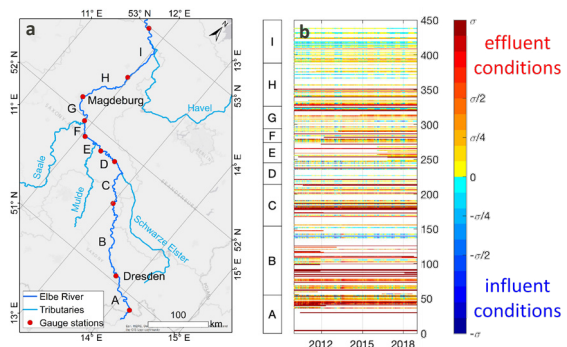 a
11° E
53° N
12° E
I
52° N
H
13° E
Magdeburg
53° N
Havel
11° E
G
F
Saale
E
D
14° E
Mulde
C
51° N
Schwarze Elster
B
52° N
Dresden
15° E
Elbe River
Tributaries
Gauge stations
A
100
km
13° E
14° E
15° E
b
I
H
G
F
E
D
C
B
A
450
400
350
300
250
200
150
100
50
0
2012
2015
2018
σ
σ/2
σ/4
0
-σ/4
-σ/2
-σ
effluent
conditions
influent
conditions